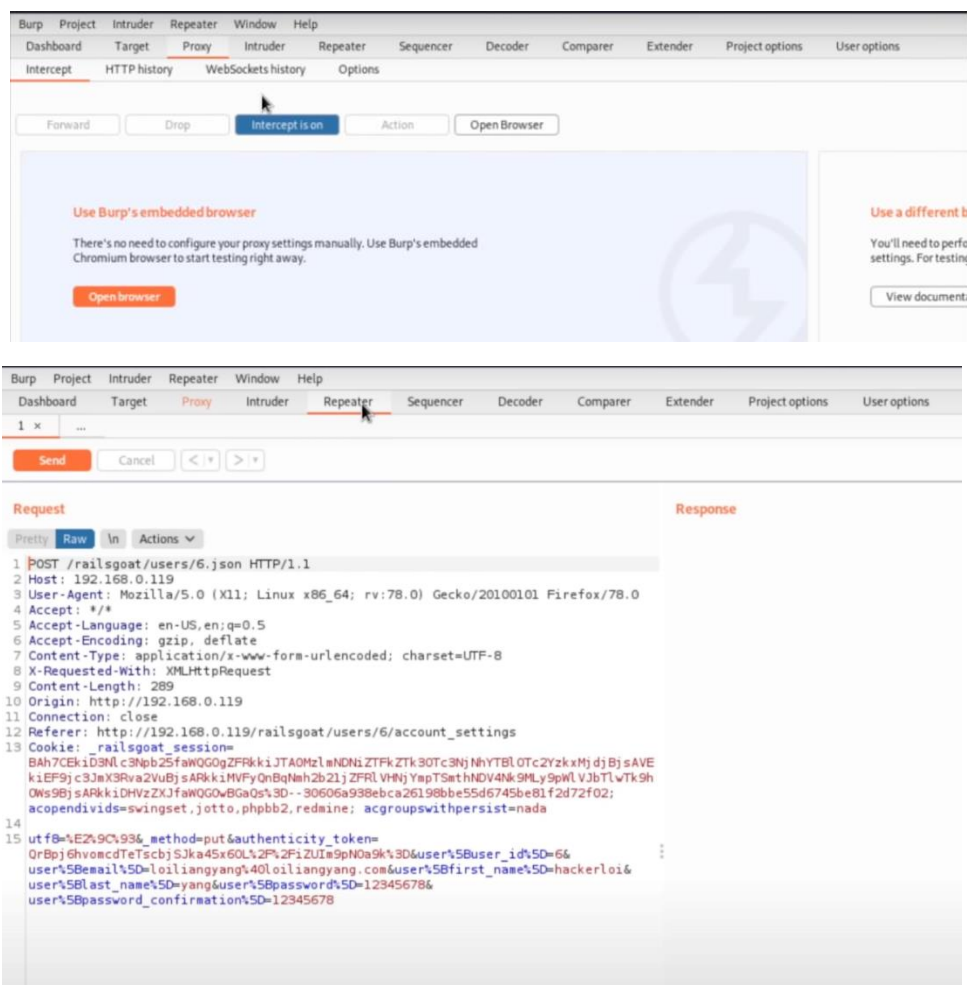 Burp Project Intruder Repeater Window Help
Dashboard Target Proxy Intruder Repeater Sequencer Decoder Comparer Extender Project options User options
Intercept HTTP history WebSockets history Options
Forward Drop Intercept is on Action Open Browser
Use Burp's embedded browser
There's no need to configure your proxy settings manually. Use Burp's embedded
Chromium browser to start testing right away.
Open browser
Use a different b
You'll need to perfo
settings. For testing
View documenta
Burp Project Intruder Repeater Window Help
Dashboard Target Proxy Intruder Repeater Sequencer Decoder Comparer Extender Project options User options
1 × ...
Send Cancel < >
Request
Response
Pretty Raw \n Actions
1 POST /railsgoat/users/6.json HTTP/1.1
2 Host: 192.168.0.119
3 User-Agent: Mozilla/5.0 (X11; Linux x86_64; rv:78.0) Gecko/20100101 Firefox/78.0
4 Accept: */*
5 Accept-Language: en-US,en;q=0.5
6 Accept-Encoding: gzip, deflate
7 Content-Type: application/x-www-form-urlencoded; charset=UTF-8
8 X-Requested-With: XMLHttpRequest
9 Content-Length: 289
10 Origin: http://192.168.0.119
11 Connection: close
12 Referer: http://192.168.0.119/railsgoat/users/6/account_settings
13 Cookie: _railsgoat_session=
acopendivids=swingset,jotto,phpbb2,redmine; acgroupswithpersist=nada
14
15 utf8=%E2%9C%93&_method=put&authenticity_token=
&user%5Buser_id%5D=6&
user%5Bemail%5D=loiliangyang%40loiliangyang.com&user%5Bfirst_name%5D=hackerloi&
user%5Blast_name%5D=yang&user%5Bpassword%5D=12345678&
user%5Bpassword_confirmation%5D=12345678